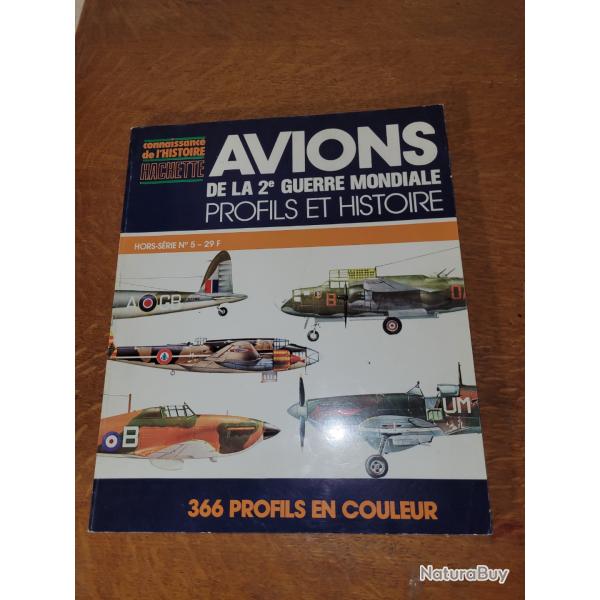 connaissance
de l'HISTOIRE
HACHETTE
AVIONS
DE LA 2e GUERRE MONDIALE
PROFILS ET HISTOIRE
HORS-SÉRIE N° 5 - 29 F
A GB
B
B
UM
366 PROFILS EN COULEUR
NaturaBuy